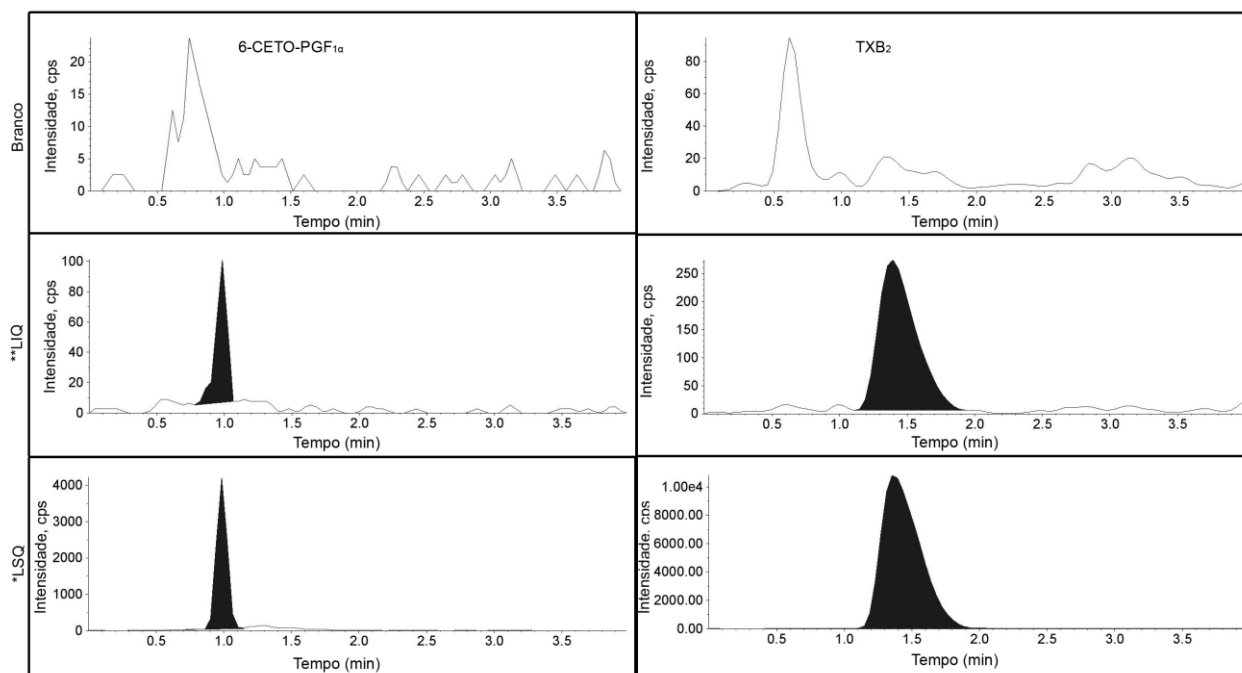 Branco
6-CETO-PGF1α
Intensidade, cps
20
15
10
5
0
0.5 1.0 1.5 2.0 2.5 3.0 3.5
Tempo (min)
TXB2
Intensidade, cps
80
60
40
20
0
0.5 1.0 1.5 2.0 2.5 3.0 3.5
Tempo (min)
**LIQ
Intensidade, cps
100
80
60
40
20
0
0.5 1.0 1.5 2.0 2.5 3.0 3.5
Tempo (min)
Intensidade, cps
250
200
150
100
50
0
0.5 1.0 1.5 2.0 2.5 3.0 3.5
Tempo (min)
*LSQ
Intensidade, cps
4000
3000
2000
1000
0
0.5 1.0 1.5 2.0 2.5 3.0 3.5
Tempo (min)
Intensidade, cps
1.00e4
8000.00
6000.00
4000.00
2000.00
0.00
0.5 1.0 1.5 2.0 2.5 3.0 3.5
Tempo (min)